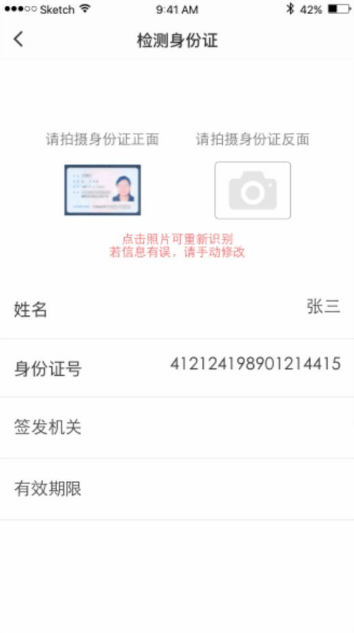 Sketch 9:41 AM 42%
检测身份证
请拍摄身份证正面 请拍摄身份证反面
点击照片可重新识别
若信息有误，请手动修改
姓名 张三
身份证号 412124198901214415
签发机关
有效期限